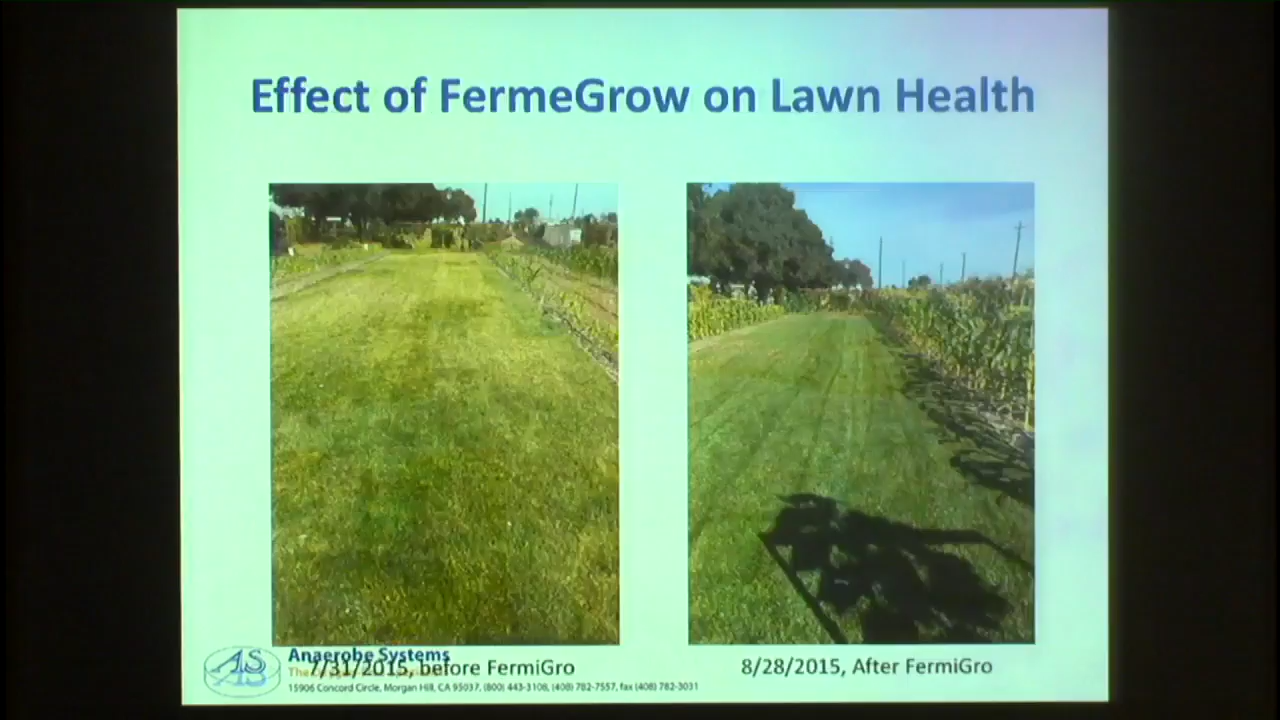 Effect of FermeGrow on Lawn Health
Anaerobe Systems
7/31/2015, before FermiGro
8/28/2015, After FermiGro
15906 Concord Circle, Morgan Hill, CA 95037, (800) 443-3108, (408) 782-7557, fax (408) 782-3031
AS